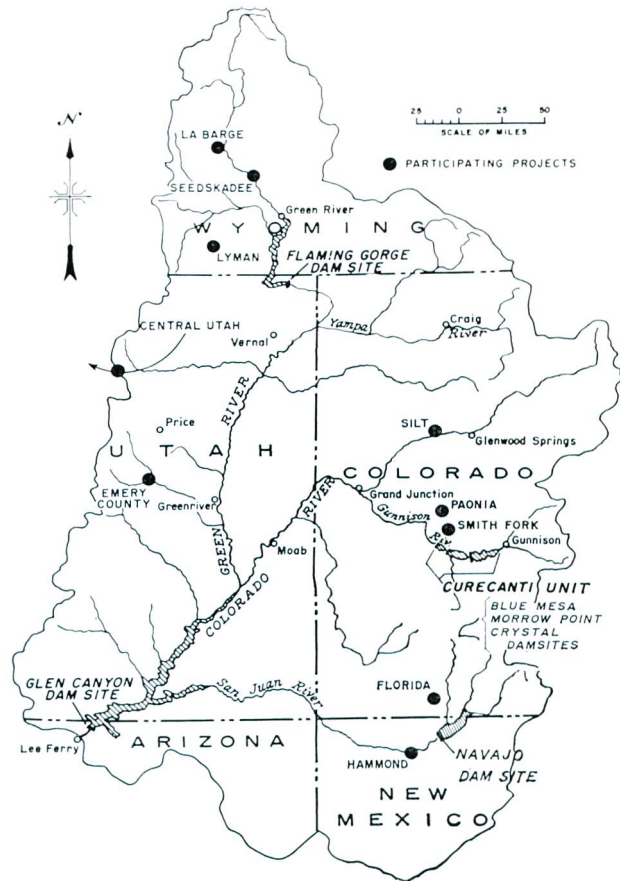 N
25 0 25 50
SCALE OF MILES
PARTICIPATING PROJECTS
LA BARGE
SEEDSKADEE
Green River
WYOMING
LYMAN
FLAMING GORGE
DAM SITE
CENTRAL UTAH
Vernal
Yampa
River
Craig
Price
GREEN RIVER
SILT
Glenwood Springs
UTAH
COLORADO
EMERY
COUNTY
Greenriver
Grand Junction
PAONIA
Gunnison
Riv
SMITH FORK
Gunnison
Moab
COLORADO RIVER
CURECANTI UNIT
BLUE MESA
MORROW POINT
CRYSTAL
DAMSITES
GLEN CANYON
DAM SITE
San Juan River
FLORIDA
Lee Ferry
ARIZONA
HAMMOND
NAVAJO
DAM SITE
NEW
MEXICO